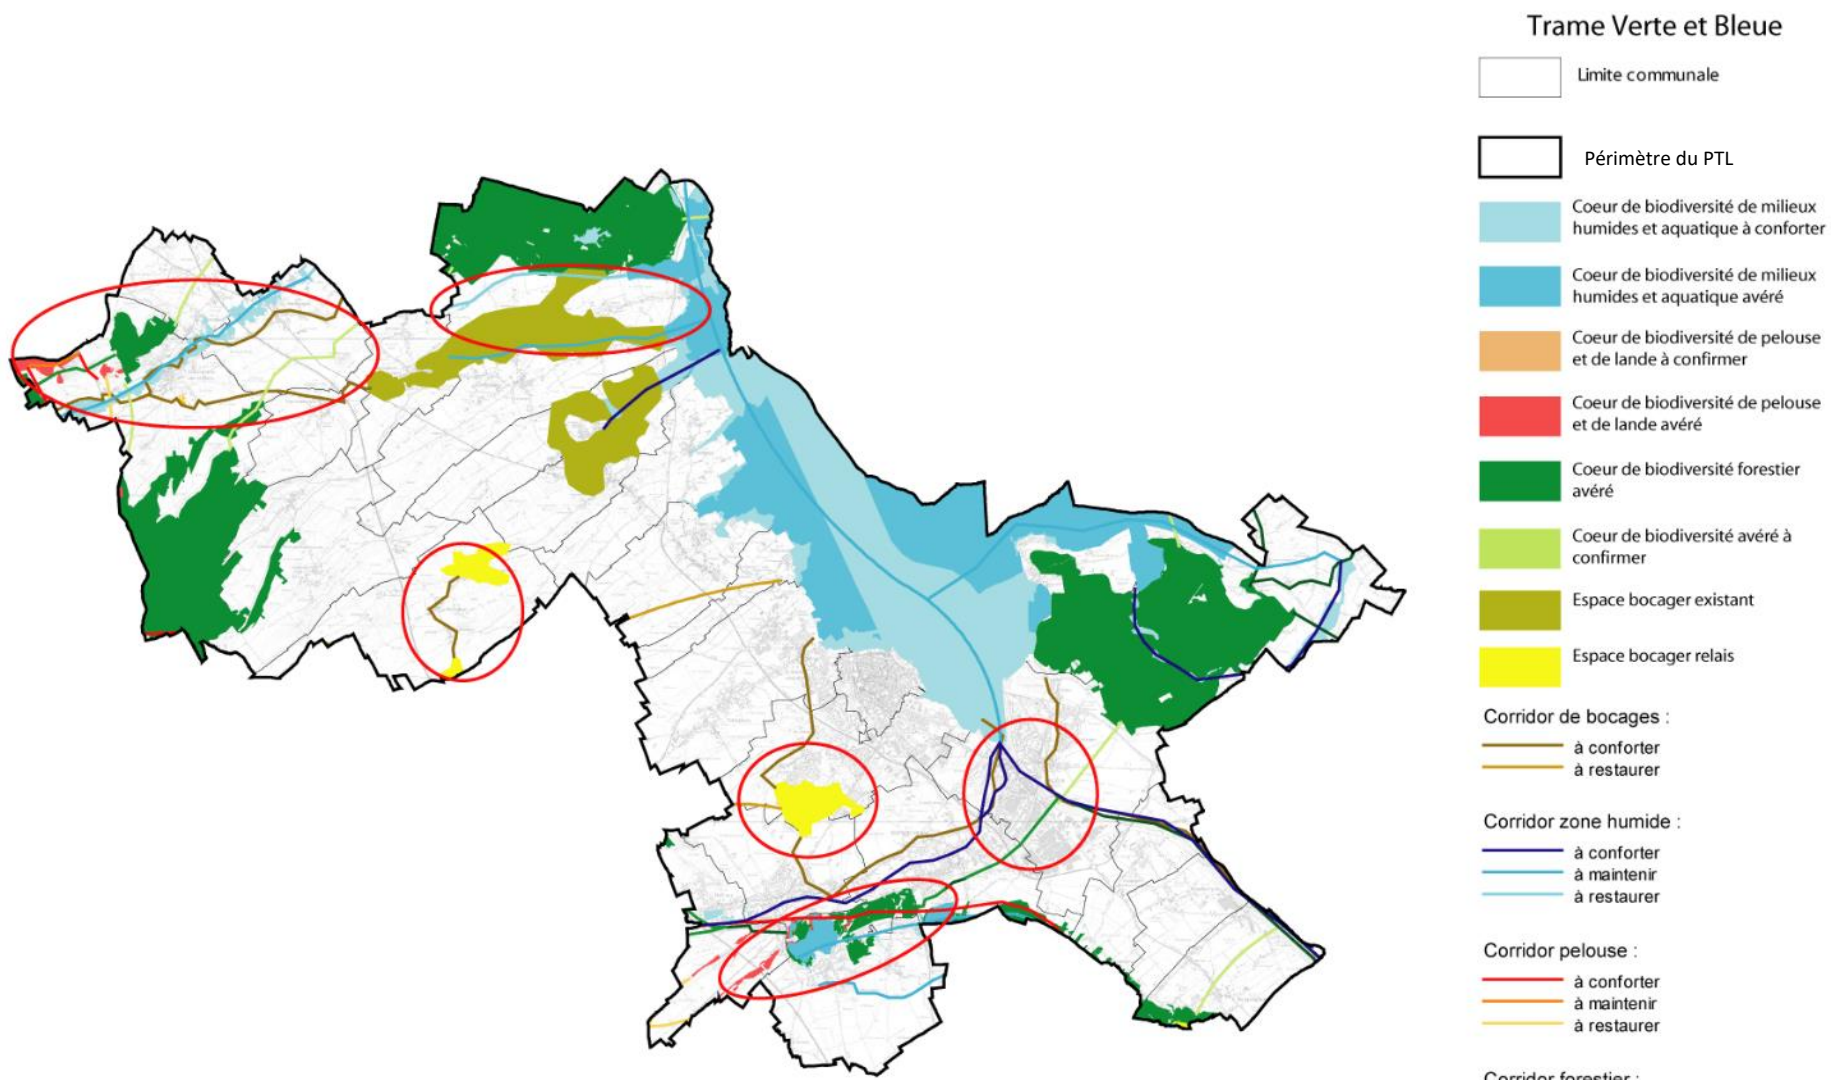 Trame Verte et Bleue
Limite communale
Périmètre du PTL
Coeur de biodiversité de milieux
humides et aquatique à conforter
Coeur de biodiversité de milieux
humides et aquatique avéré
Coeur de biodiversité de pelouse
et de lande à confirmer
Coeur de biodiversité de pelouse
et de lande avéré
Coeur de biodiversité forestier
avéré
Coeur de biodiversité avéré à
confirmer
Espace bocager existant
Espace bocager relais
Corridor de bocages :
à conforter
à restaurer
Corridor zone humide :
à conforter
à maintenir
à restaurer
Corridor pelouse :
à conforter
à maintenir
à restaurer
Corridor forestier :